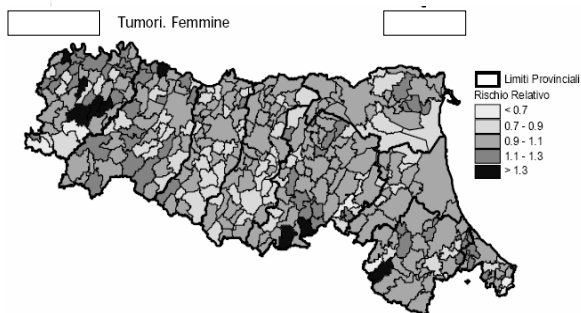 Tumori. Femmine
Limiti Provinciali
Rischio Relativo
< 0.7
0.7 - 0.9
0.9 - 1.1
1.1 - 1.3
> 1.3